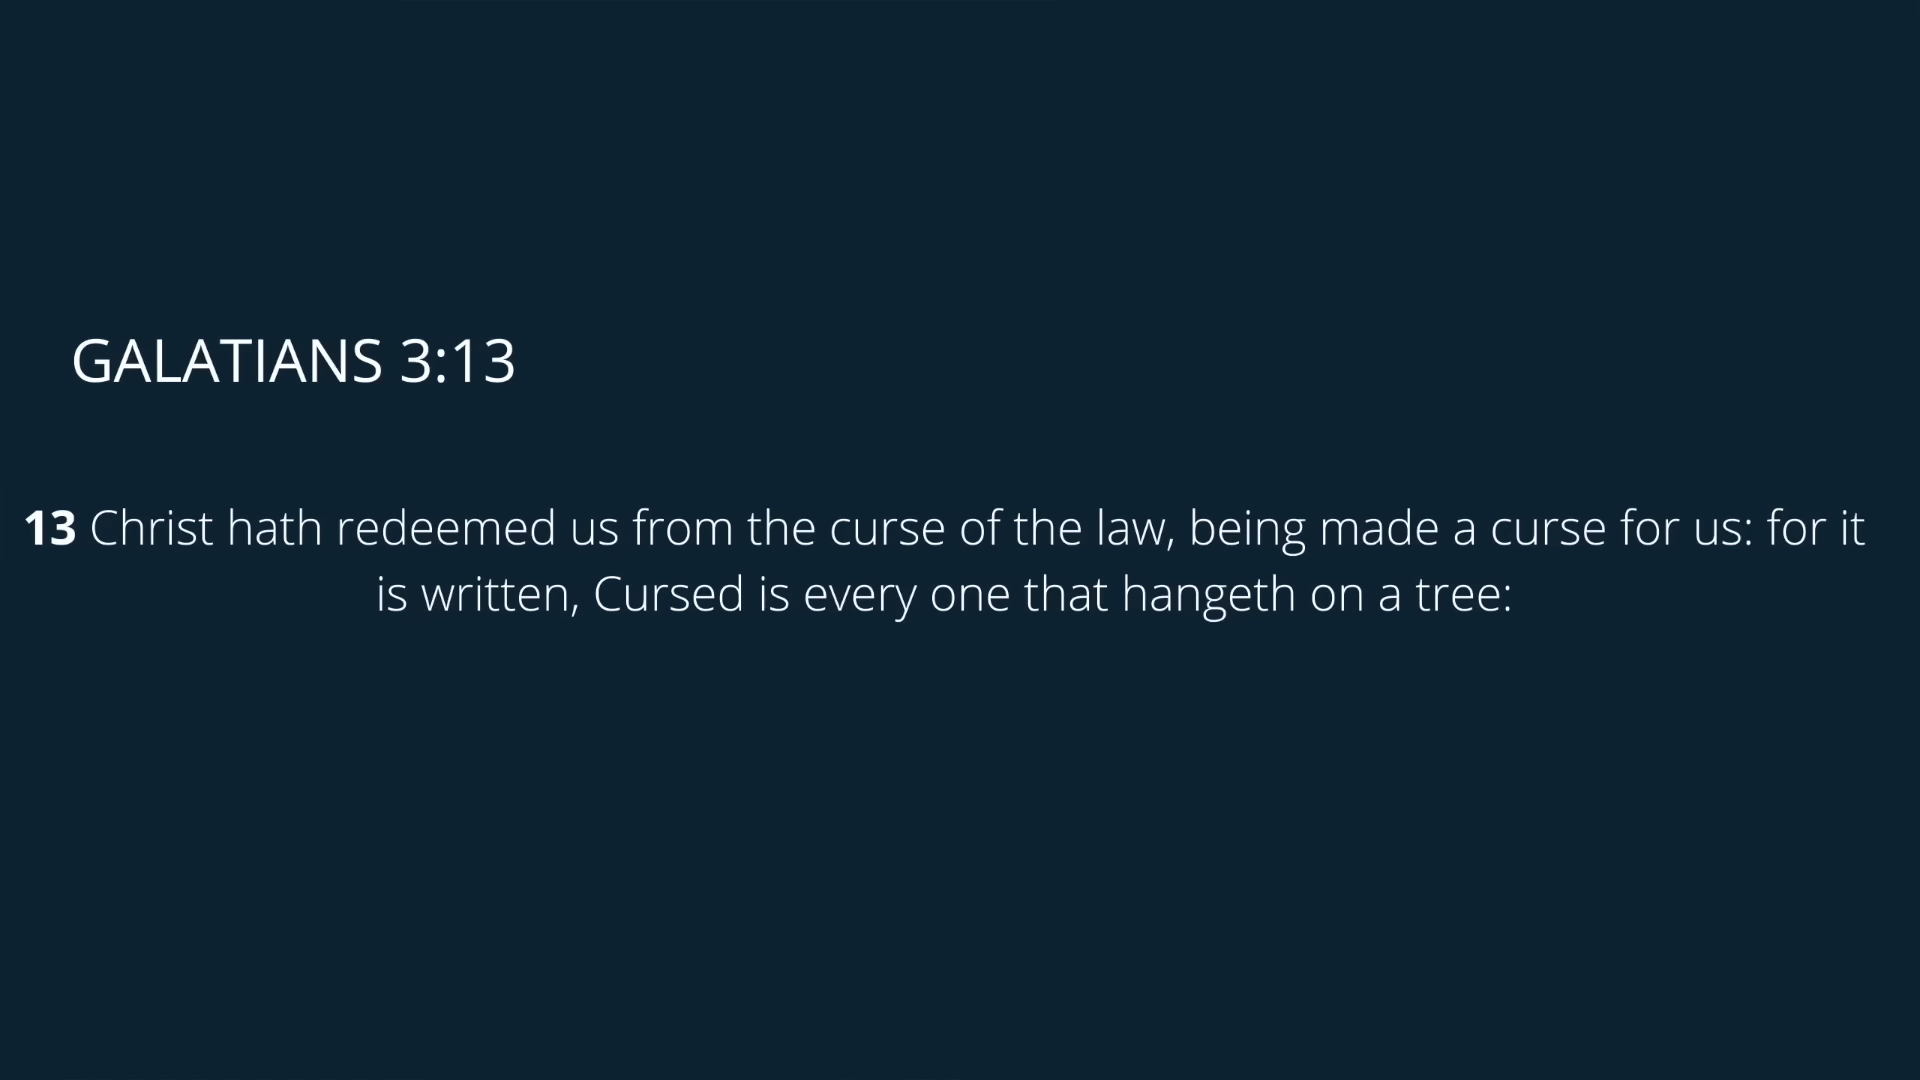 GALATIANS 3:13
13 Christ hath redeemed us from the curse of the law, being made a curse for us: for it
is written, Cursed is every one that hangeth on a tree: